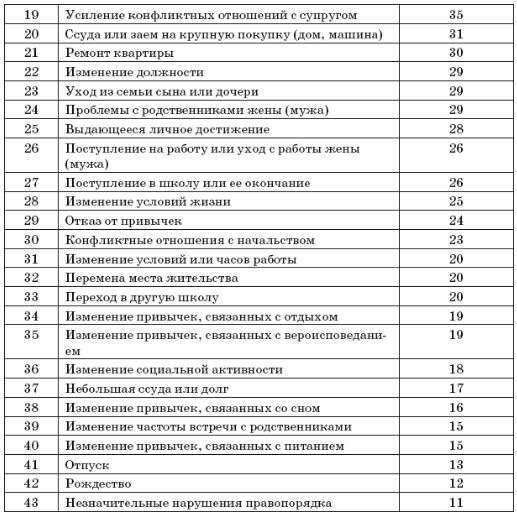 19 Усиление конфликтных отношений с супругом 35
20 Ссуда или заем на крупную покупку (дом, машина) 31
21 Ремонт квартиры 30
22 Изменение должности 29
23 Уход из семьи сына или дочери 29
24 Проблемы с родственниками жены (мужа) 29
25 Выдающееся личное достижение 28
26 Поступление на работу или уход с работы жены 26
(мужа)
27 Поступление в школу или ее окончание 26
28 Изменение условий жизни 25
29 Отказ от привычек 24
30 Конфликтные отношения с начальством 23
31 Изменение условий или часов работы 20
32 Перемена места жительства 20
33 Переход в другую школу 20
34 Изменение привычек, связанных с отдыхом 19
35 Изменение привычек, связанных с вероисповедани- 19
ем
36 Изменение социальной активности 18
37 Небольшая ссуда или долг 17
38 Изменение привычек, связанных со сном 16
39 Изменение частоты встречи с родственниками 15
40 Изменение привычек, связанных с питанием 15
41 Отпуск 13
42 Рождество 12
43 Незначительные нарушения правопорядка 11